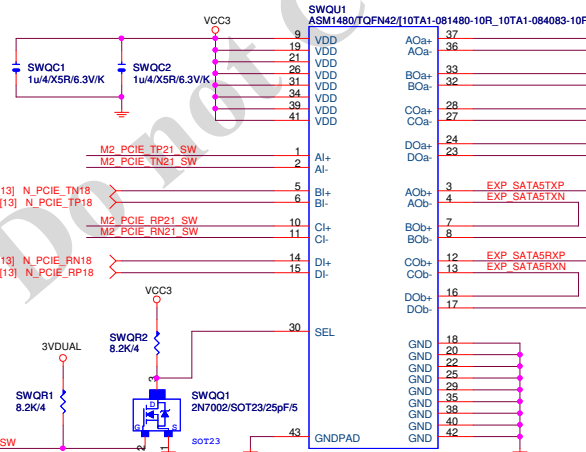 SWQU1
ASM1480/TQFN42/[10TA1-081480-10R_10TA1-084083-10R
VCC3
SWQC1
1u/4/X5R/6.3V/K
SWQC2
1u/4/X5R/6.3V/K
9 VDD
19 VDD
21 VDD
26 VDD
31 VDD
34 VDD
39 VDD
41 VDD
AOa+ 37
AOa- 36
BOa+ 33
BOa- 32
COa+ 28
COa- 27
DOa+ 24
DOa- 23
M2_PCIE_TP21_SW 1 AI+
M2_PCIE_TN21_SW 2 AI-
[13] N_PCIE_TN18 5 BI+
[13] N_PCIE_TP18 6 BI-
M2_PCIE_RP21_SW 10 CI+
M2_PCIE_RN21_SW 11 CI-
[13] N_PCIE_RN18 14 DI+
[13] N_PCIE_RP18 15 DI-
AOb+ 3 EXP_SATA5TXP
AOb- 4 EXP_SATA5TXN
BOb+ 7
BOb- 8
COb+ 12 EXP_SATA5RXP
COb- 13 EXP_SATA5RXN
DOb+ 16
DOb- 17
VCC3
SWQR2
8.2K/4
30 SEL
3VDUAL
SWQR1
8.2K/4
3
D
G
S
2
1
SWQQ1
2N7002/SOT23/25pF/5
SOT23
SW
43 GNDPAD
GND 18
GND 20
GND 22
GND 25
GND 29
GND 35
GND 38
GND 40
GND 42
Do not C